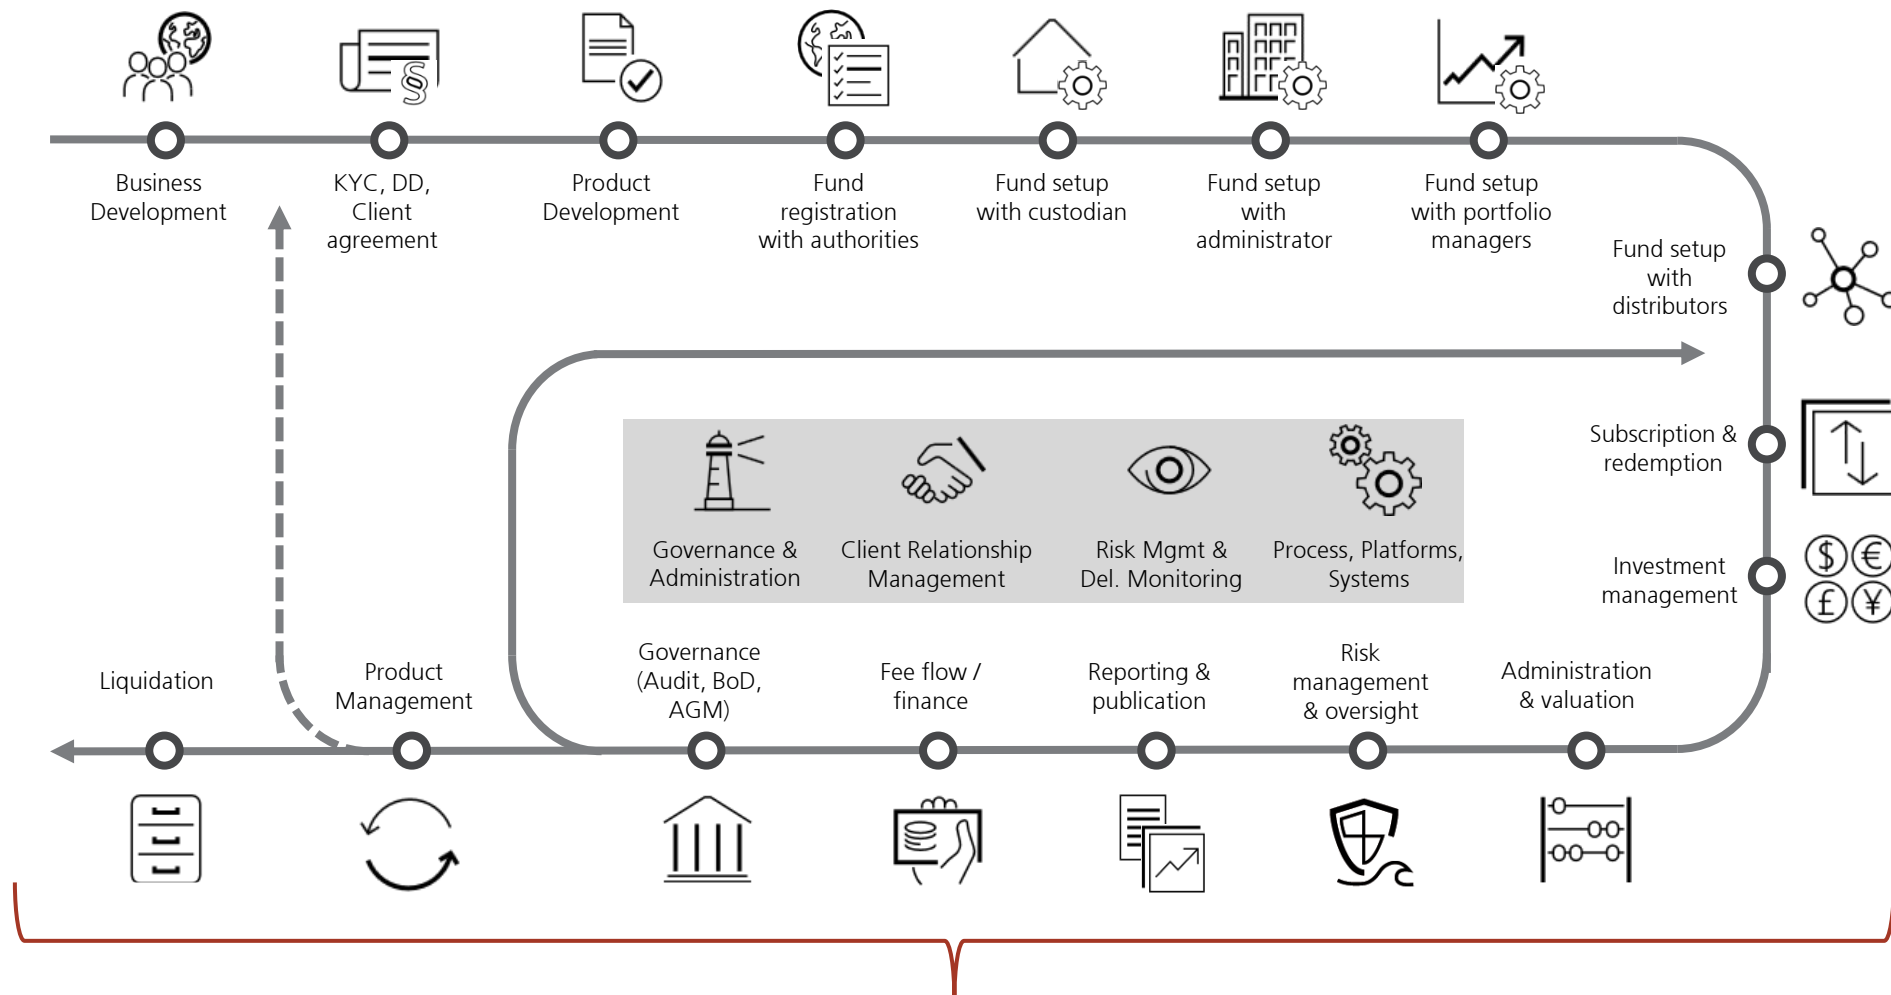 Business
Development
KYC, DD,
Client
agreement
Product
Development
Fund
registration
with authorities
Fund setup
with custodian
Fund setup
with
administrator
Fund setup
with portfolio
managers
Fund setup
with
distributors
Subscription &
redemption
Investment
management
Governance &
Administration
Client Relationship
Management
Risk Mgmt &
Del. Monitoring
Process, Platforms,
Systems
Administration
& valuation
Risk
management
& oversight
Reporting &
publication
Fee flow /
finance
Governance
(Audit, BoD,
AGM)
Product
Management
Liquidation